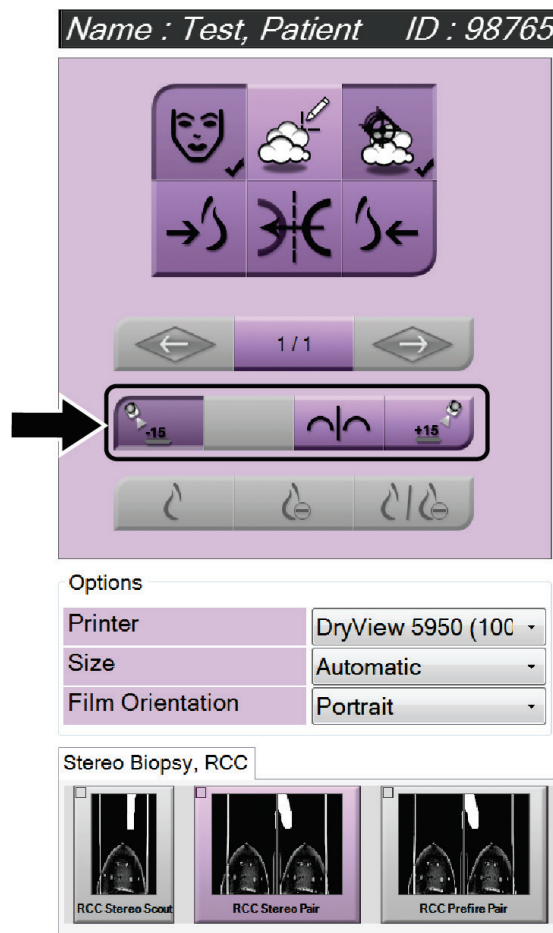 Name : Test, Patient ID : 98765
1 / 1
-15 +15
Options
Printer DryView 5950 (100
Size Automatic
Film Orientation Portrait
Stereo Biopsy, RCC
RCC Stereo Scout RCC Stereo Pair RCC Prefire Pair